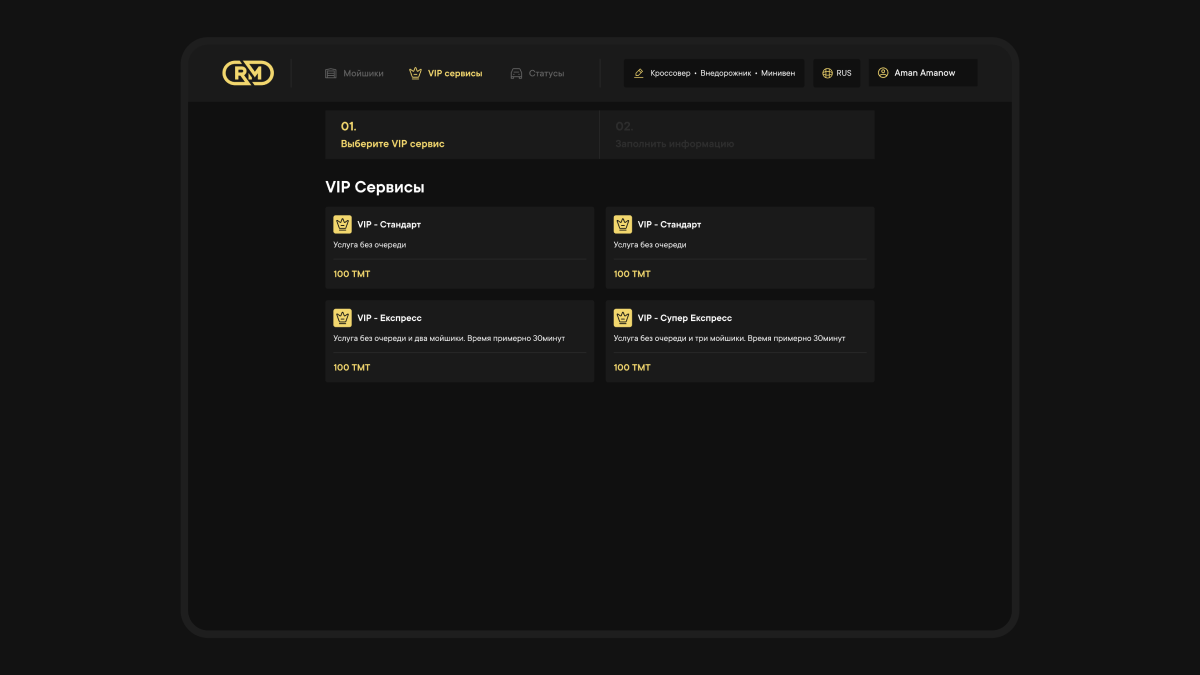 RM
Мойшики
VIP сервисы
Статусы
Кроссовер • Внедорожник • Минивен
RUS
Aman Amanow
01.
Выберите VIP сервис
02.
Заполнить информацию
VIP Сервисы
VIP - Стандарт
Услуга без очереди
100 TMT
VIP - Стандарт
Услуга без очереди
100 TMT
VIP - Експресс
Услуга без очереди и два мойшики. Время примерно 30минут
100 TMT
VIP - Супер Експресс
Услуга без очереди и три мойшики. Время примерно 30минут
100 TMT